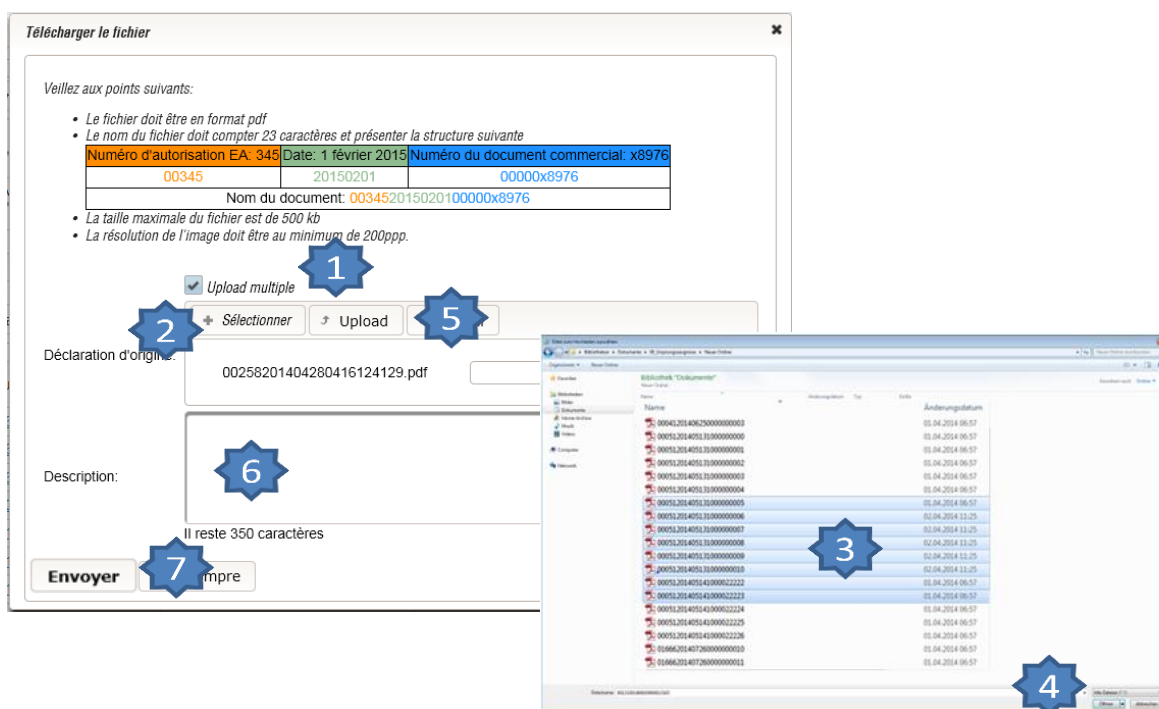 Télécharger le fichier
Veillez aux points suivants:
• Le fichier doit être en format pdf
• Le nom du fichier doit compter 23 caractères et présenter la structure suivante
Numéro d'autorisation EA: 345 Date: 1 février 2015 Numéro du document commercial: x8976
00345 20150201 00000x8976
Nom du document: 003452015020100000x8976
• La taille maximale du fichier est de 500 kb
• La résolution de l'image doit être au minimum de 200ppp.
1
Upload multiple
2
Sélectionner
Upload
5
Déclaration d'origine:
00258201404280416124129.pdf
Description:
6
Il reste 350 caractères
Envoyer
7
mpre
Bibliothek "Dokumente"
Name Änderungsdatum
00041201406250000000003 01.04.2014 06:57
00051201405131000000000 01.04.2014 06:57
00051201405131000000001 01.04.2014 06:57
00051201405131000000002 01.04.2014 06:57
00051201405131000000003 01.04.2014 06:57
00051201405131000000004 01.04.2014 06:57
00051201405131000000005 01.04.2014 06:57
00051201405131000000006 02.04.2014 11:25
00051201405131000000007 02.04.2014 11:25
00051201405131000000008 02.04.2014 11:25
00051201405131000000009 02.04.2014 11:25
00051201405131000000010 02.04.2014 11:25
00051201405141000022222 01.04.2014 06:57
00051201405141000022223 01.04.2014 06:57
00051201405141000022224 01.04.2014 06:57
00051201405141000022225 01.04.2014 06:57
00051201405141000022226 01.04.2014 06:57
01666201407260000000010 01.04.2014 06:57
01666201407260000000011 01.04.2014 06:57
3
4